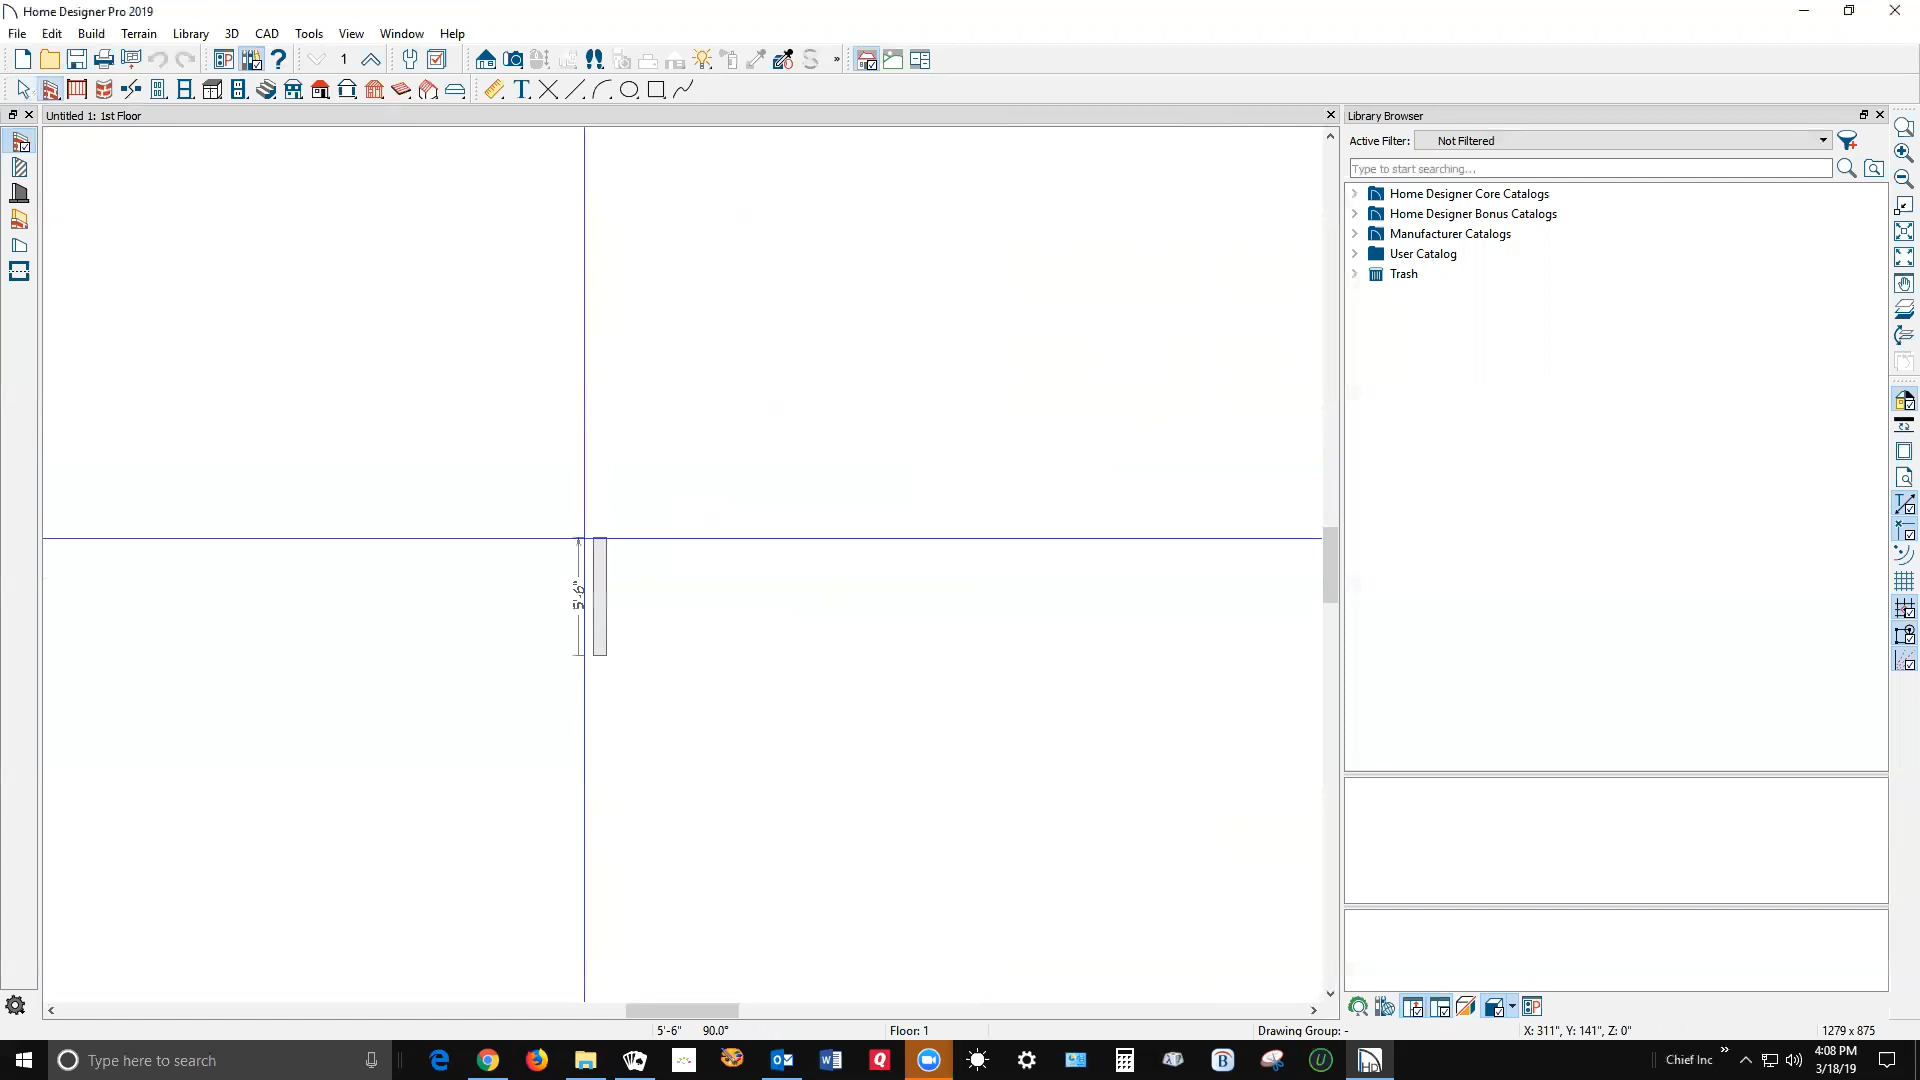 Home Designer Pro 2019
File Edit Build Terrain Library 3D CAD Tools View Window Help
1
Untitled 1: 1st Floor
Library Browser
Active Filter: Not Filtered
Type to start searching...
Home Designer Core Catalogs
Home Designer Bonus Catalogs
Manufacturer Catalogs
User Catalog
Trash
5'-6"
5'-6" 90.0° Floor: 1 Drawing Group: - X: 311", Y: 141", Z: 0" 1279 x 875
Type here to search
Chief Inc
4:08 PM
3/18/19